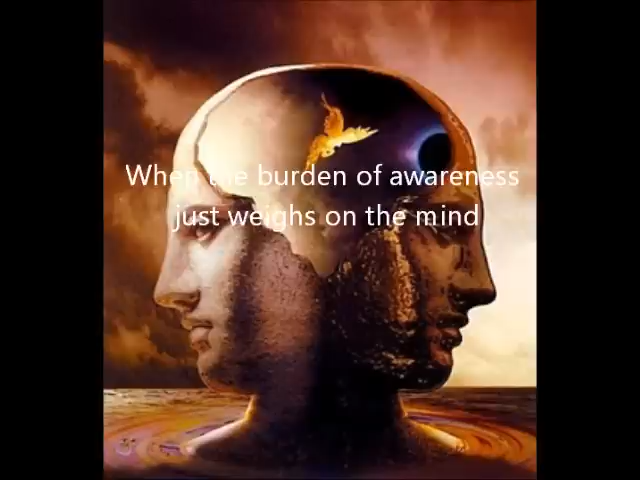 When the burden of awareness
just weighs on the mind